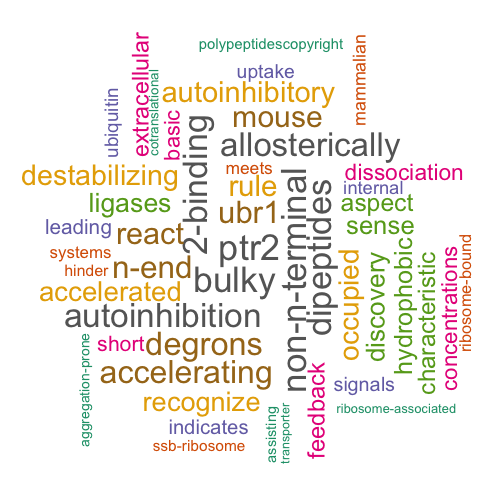 polypeptidescopyright
extracellular
cotranslational
mammalian
ubiquitin
uptake
autoinhibitory
basic
mouse
2-binding
allosterically
destabilizing
meets
dissociation
rule
internal
ligases
non-n-terminal
dipeptides
aspect
ubr1
leading
react
sense
ptr2
systems
hinder
n-end
bulky
occupied
discovery
hydrophobic
characteristic
concentrations
ribosome-bound
accelerated
autoinhibition
short
degrons
aggregation-prone
accelerating
feedback
signals
recognize
assisting
transporter
ribosome-associated
indicates
ssb-ribosome